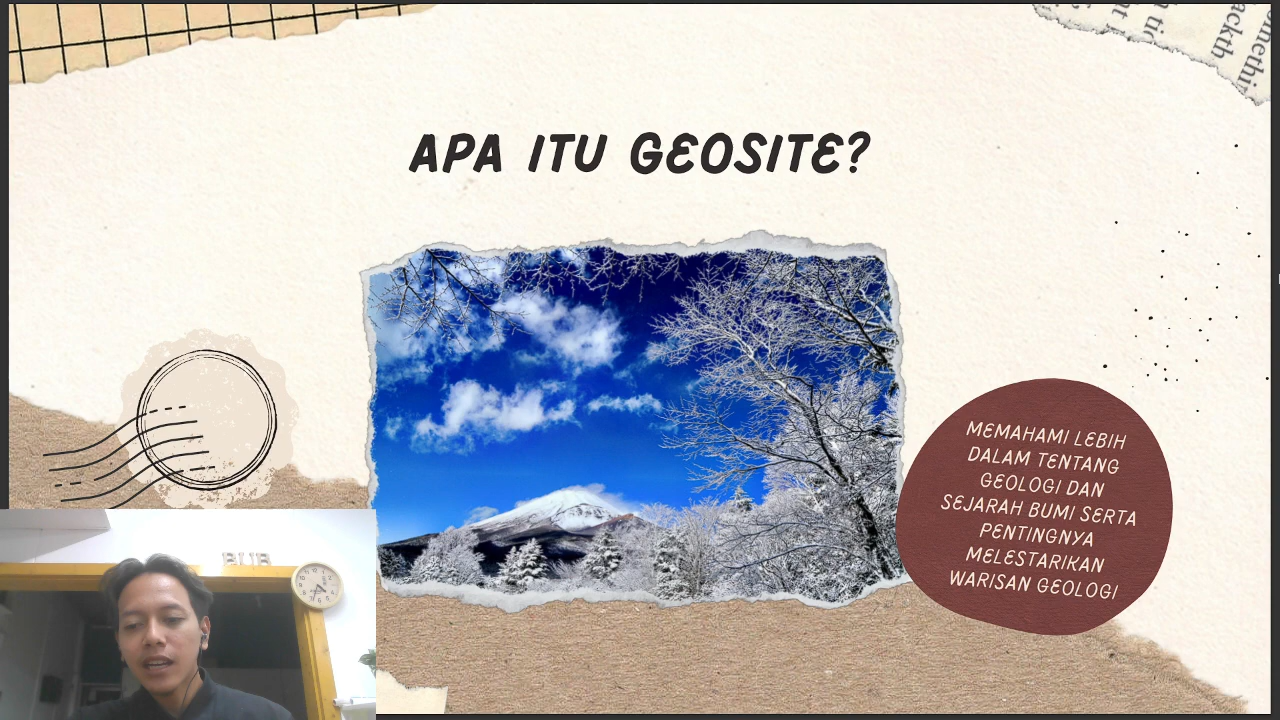 APA ITU GEOSITE?
MEMAHAMI LEBIH
DALAM TENTANG
GEOLOGI DAN
SEJARAH BUMI SERTA
PENTINGNYA
MELESTARIKAN
WARISAN GEOLOGI